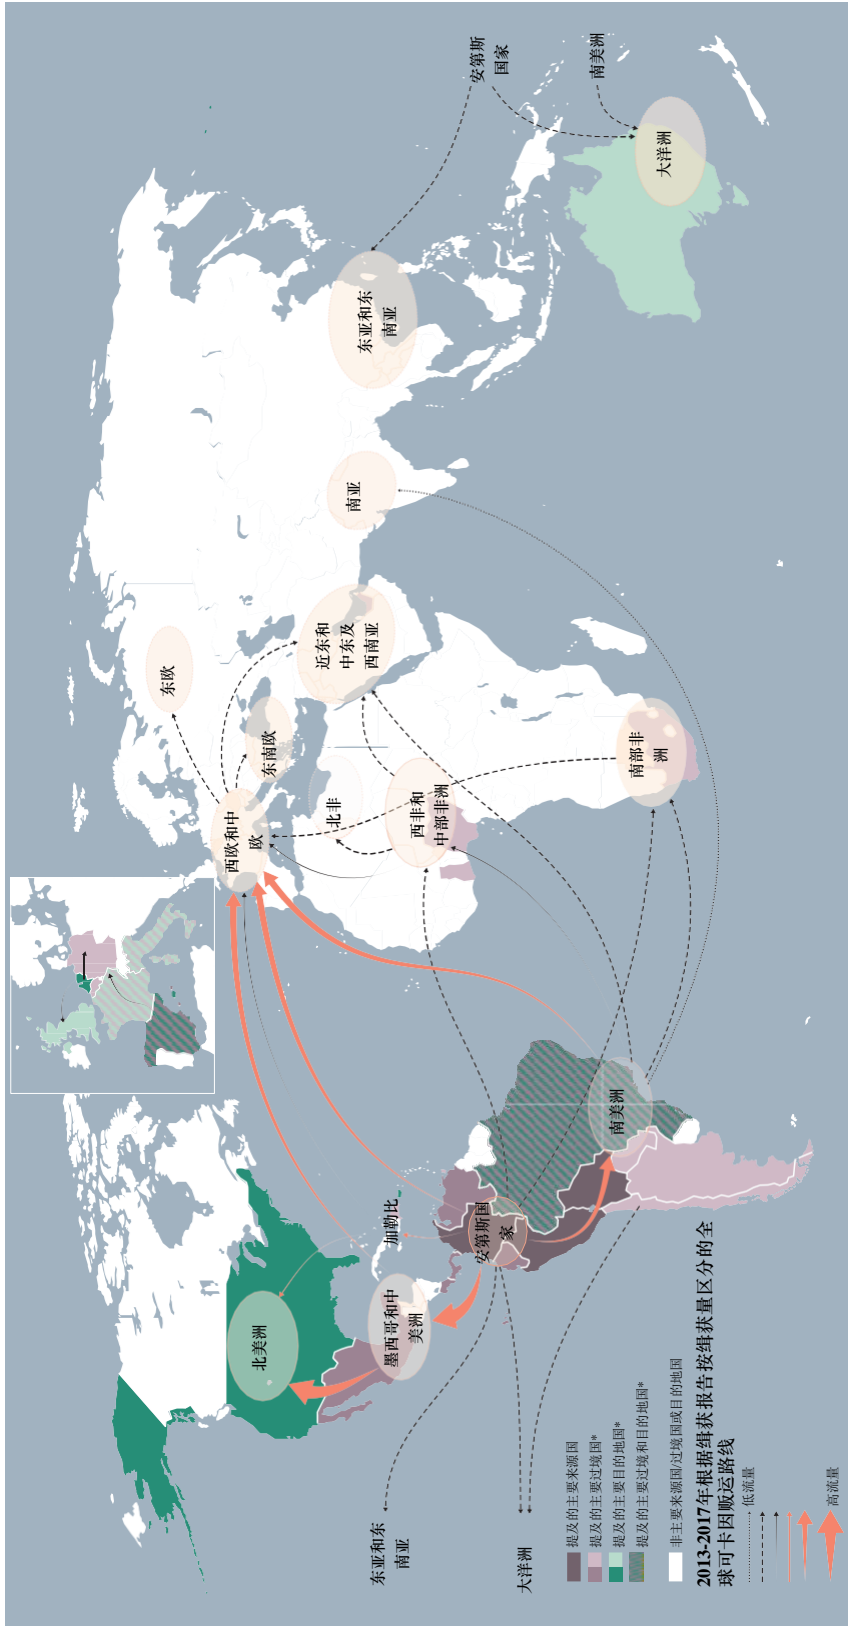 2013-2017年根据缉获报告按缉获量区分的全
球可卡因贩运路线
北美洲
墨西哥和中
美洲
加勒比
安第斯国
家
南美洲
东亚和东
南亚
大洋洲
西欧和中
欧
东欧
东南欧
北非
西非和
中部非洲
近东和
中东及
西南亚
南部非
洲
南亚
东亚和东
南亚
大洋洲
安第斯
国家
南美洲
提及的主要来源国
提及的主要过境国*
提及的主要目的地国*
提及的主要过境和目的地国*
非主要来源国/过境国或目的地国
低流量
高流量